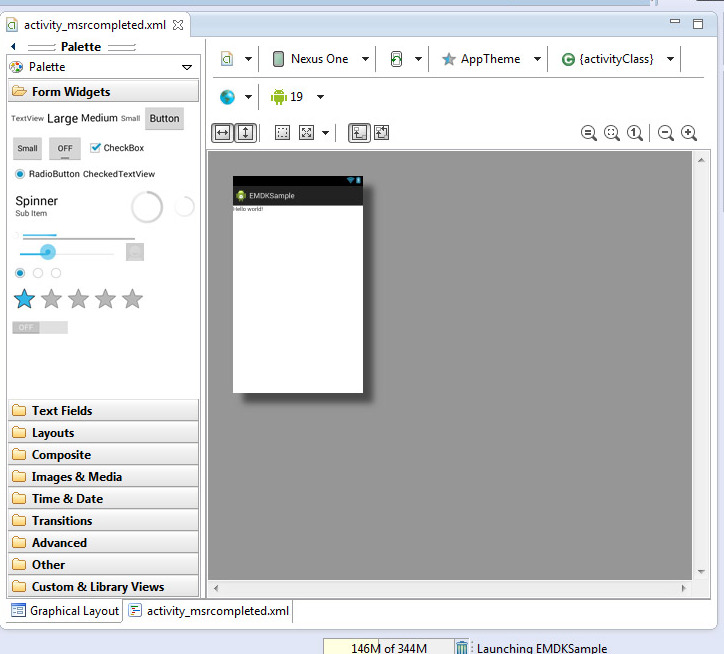 activity_msrcompleted.xml
Palette
Palette
Form Widgets
TextView Large Medium Small Button
Small OFF CheckBox
RadioButton CheckedTextView
Spinner
Sub Item
OFF
Text Fields
Layouts
Composite
Images & Media
Time & Date
Transitions
Advanced
Other
Custom & Library Views
Graphical Layout activity_msrcompleted.xml
Nexus One AppTheme {activityClass}
19
EMDKSample
Hello world!
146M of 344M Launching EMDKSample